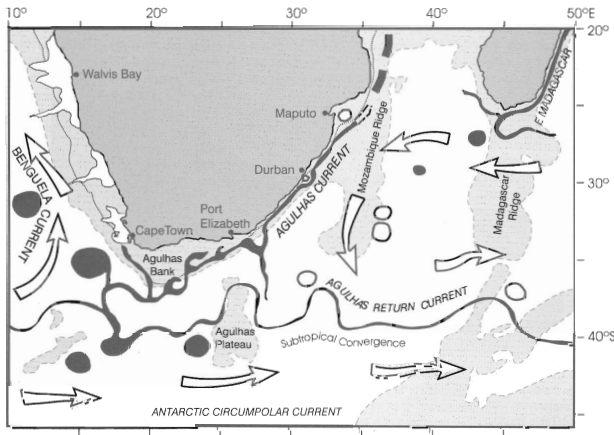 10°
20°
30°
40°
50°E
20°
30°
40°S
Walvis Bay
Maputo
Durban
Port
Elizabeth
CapeTown
Agulhas
Bank
BENGUELA CURRENT
AGULHAS CURRENT
Mozambique Ridge
E MADAGASCAR
Madagascar
Ridge
AGULHAS RETURN CURRENT
Agulhas
Plateau
Subtropical Convergence
ANTARCTIC CIRCUMPOLAR CURRENT